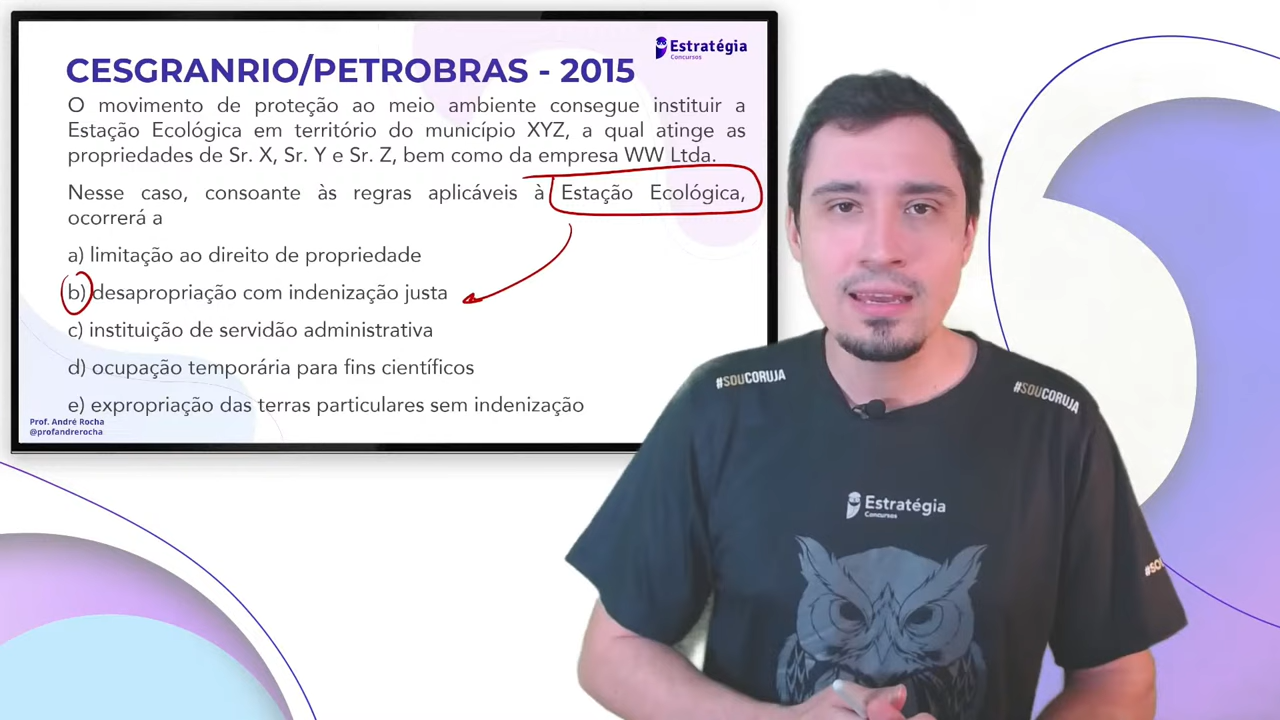 Estratégia
Concursos
CESGRANRIO/PETROBRAS - 2015
O movimento de proteção ao meio ambiente consegue instituir a
Estação Ecológica em território do município XYZ, a qual atinge as
propriedades de Sr. X, Sr. Y e Sr. Z, bem como da empresa WW Ltda.
Nesse caso, consoante às regras aplicáveis à Estação Ecológica,
ocorrerá a
a) limitação ao direito de propriedade
b) desapropriação com indenização justa
c) instituição de servidão administrativa
d) ocupação temporária para fins científicos
e) expropriação das terras particulares sem indenização
Prof. André Rocha
@profandrerocha
#SOUCORUJA
#SOUCORUJA
Estratégia
Concursos
#SO